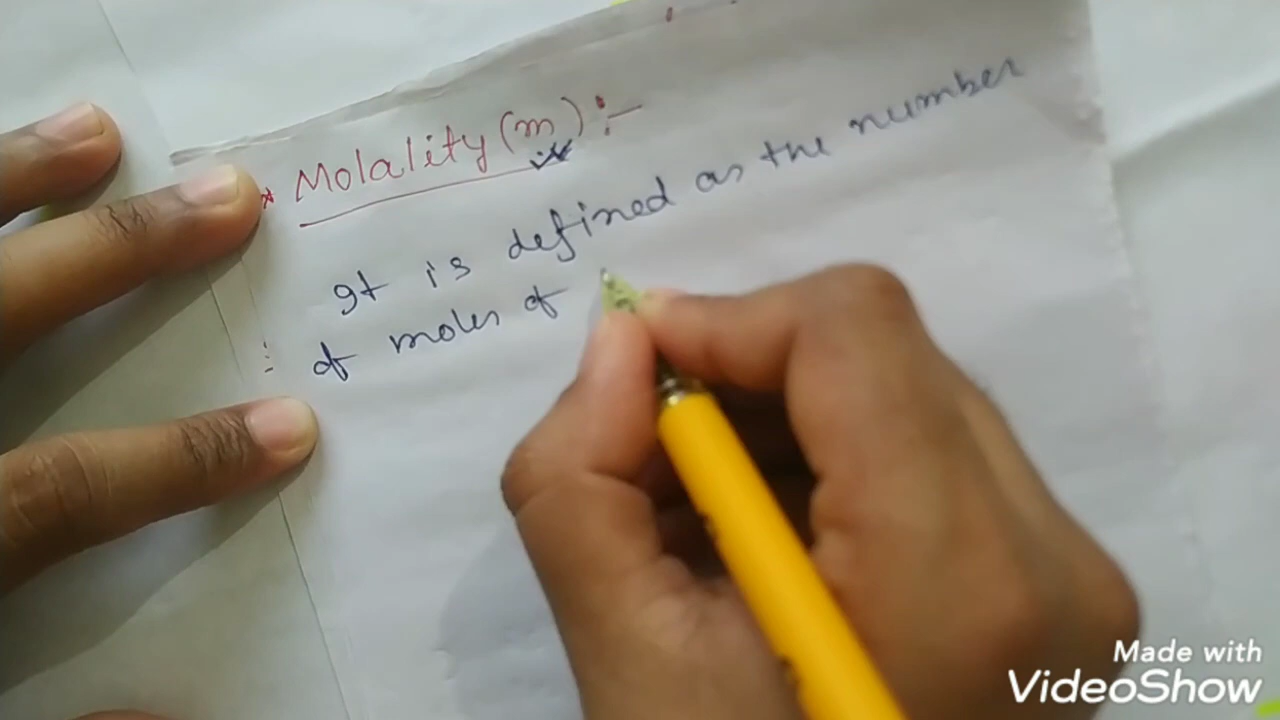 * Molality (m) :-
It is defined as the number
of moles of
Made with
VideoShow